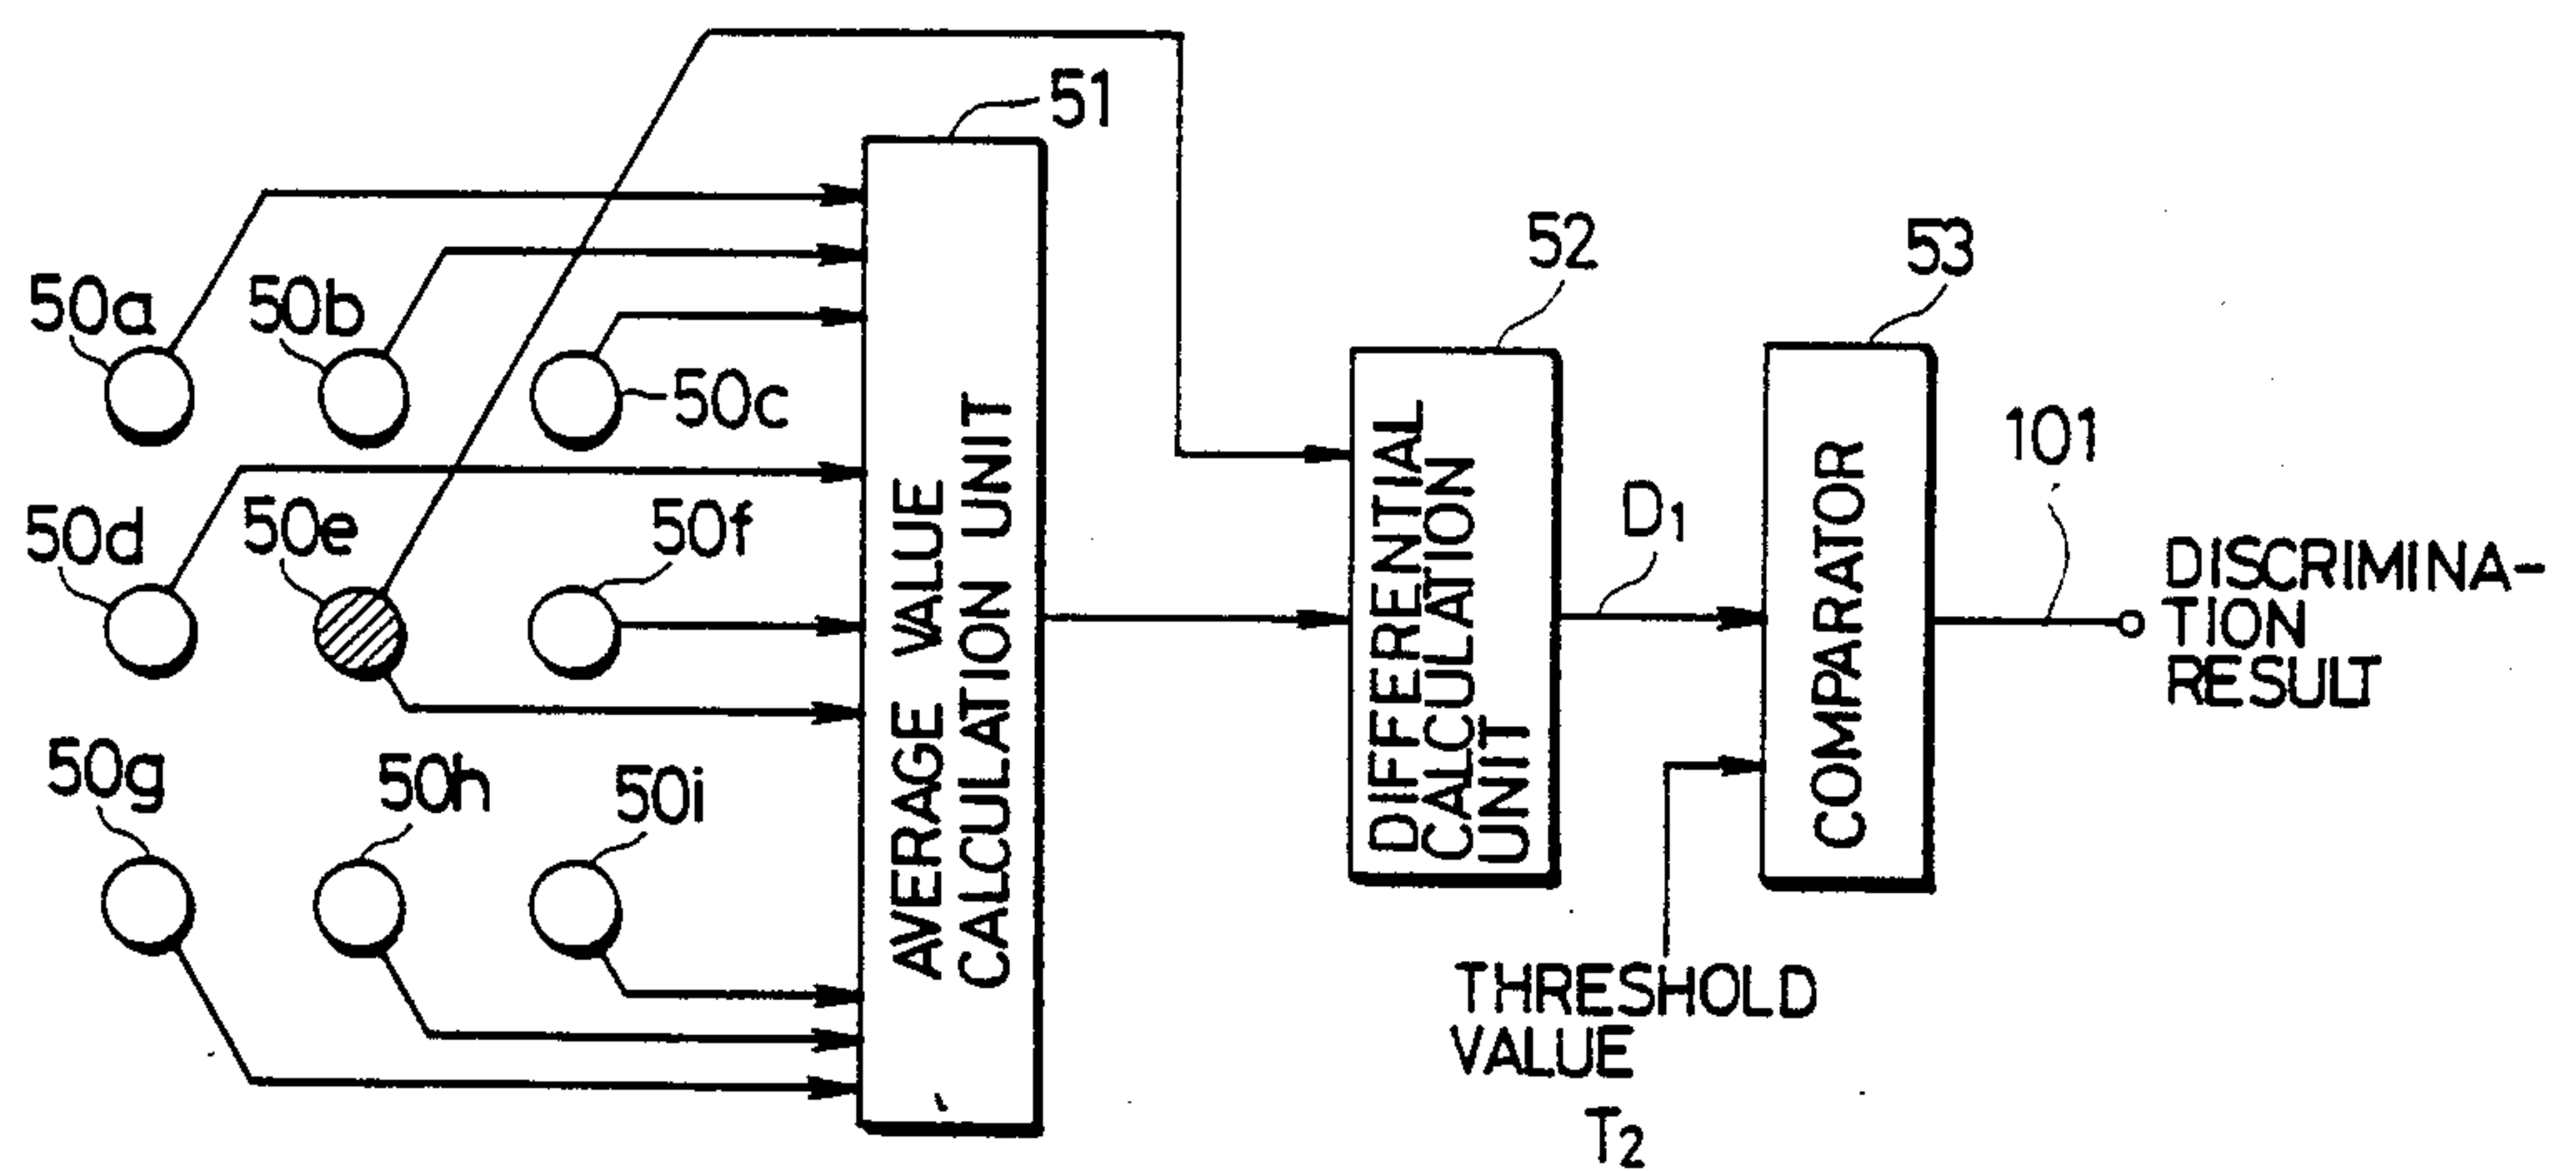 51
52
53
50a
50b
50c
50d
50e
50f
50g
50h
50i
AVERAGE VALUE
CALCULATION UNIT
DIFFERENTIAL
CALCULATION
UNIT
D1
COMPARATOR
101
DISCRIMINA-
TION
RESULT
THRESHOLD
VALUE
T2